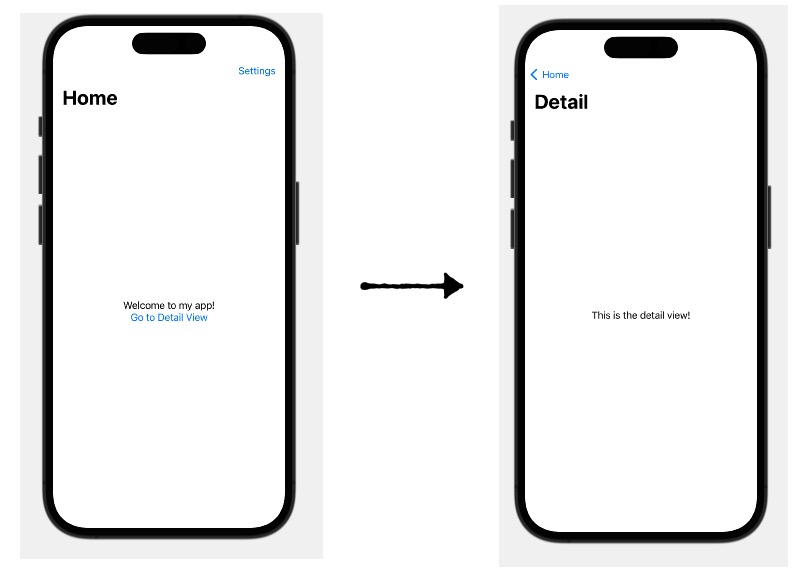 Settings
Home
Welcome to my app!
Go to Detail View
Home
Detail
This is the detail view!